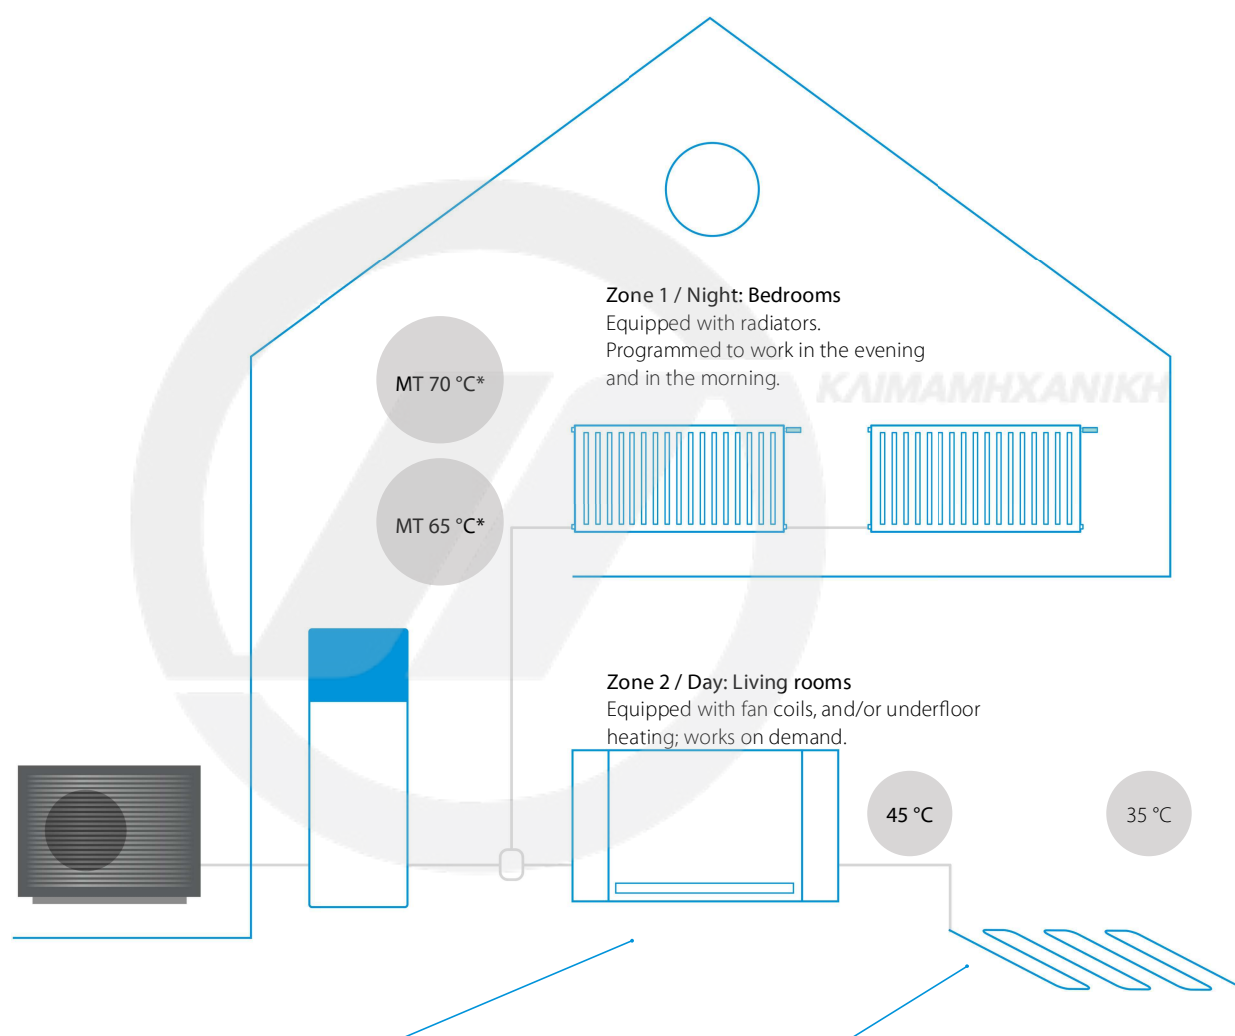 Zone 1 / Night: Bedrooms
Equipped with radiators.
Programmed to work in the evening
and in the morning.
MT 70 °C*
ΚΛΙΜΑΜΗΧΑΝΙΚΗ
MT 65 °C*
Zone 2 / Day: Living rooms
Equipped with fan coils, and/or underfloor
heating; works on demand.
45 °C
35 °C